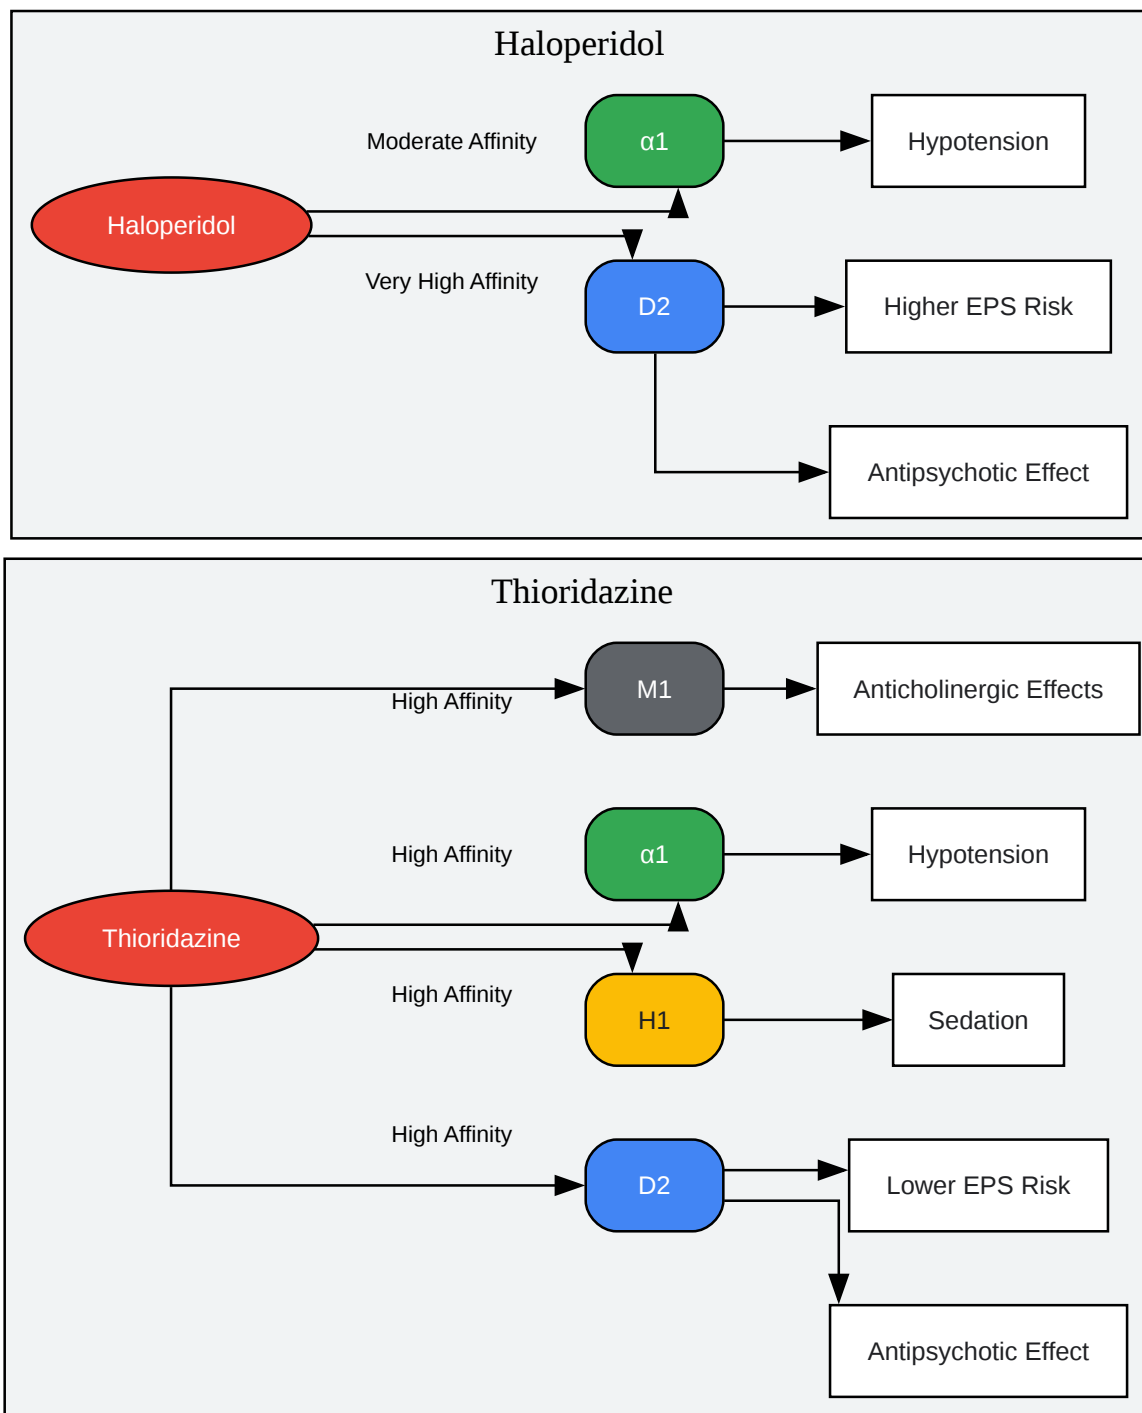 Haloperidol
Moderate Affinity
α1
Hypotension
Haloperidol
Very High Affinity
D2
Higher EPS Risk
Antipsychotic Effect
Thioridazine
High Affinity
M1
Anticholinergic Effects
High Affinity
α1
Hypotension
Thioridazine
High Affinity
H1
Sedation
High Affinity
D2
Lower EPS Risk
Antipsychotic Effect